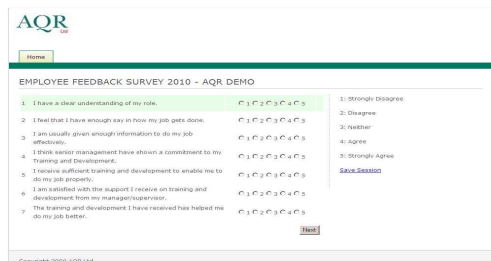 AQR
Ltd
Home
EMPLOYEE FEEDBACK SURVEY 2010 - AQR DEMO
1 I have a clear understanding of my role. 1 2 3 4 5
2 I feel that I have enough say in how my job gets done. 1 2 3 4 5
3 I am usually given enough information to do my job
effectively. 1 2 3 4 5
4 I think senior management have shown a commitment to my
Training and Development. 1 2 3 4 5
5 I receive sufficient training and development to enable me to
do my job properly. 1 2 3 4 5
6 I am satisfied with the support I receive on training and
development from my manager/supervisor. 1 2 3 4 5
7 The training and development I have received has helped me
do my job better. 1 2 3 4 5
Next
1: Strongly Disagree
2: Disagree
3: Neither
4: Agree
5: Strongly Agree
Save Session
Copyright 2009 AQR Ltd